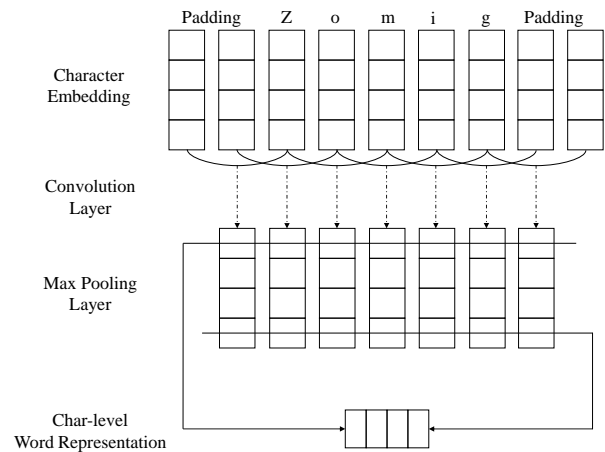 Padding Z o m i g Padding
Character
Embedding
Convolution
Layer
Max Pooling
Layer
Char-level
Word Representation